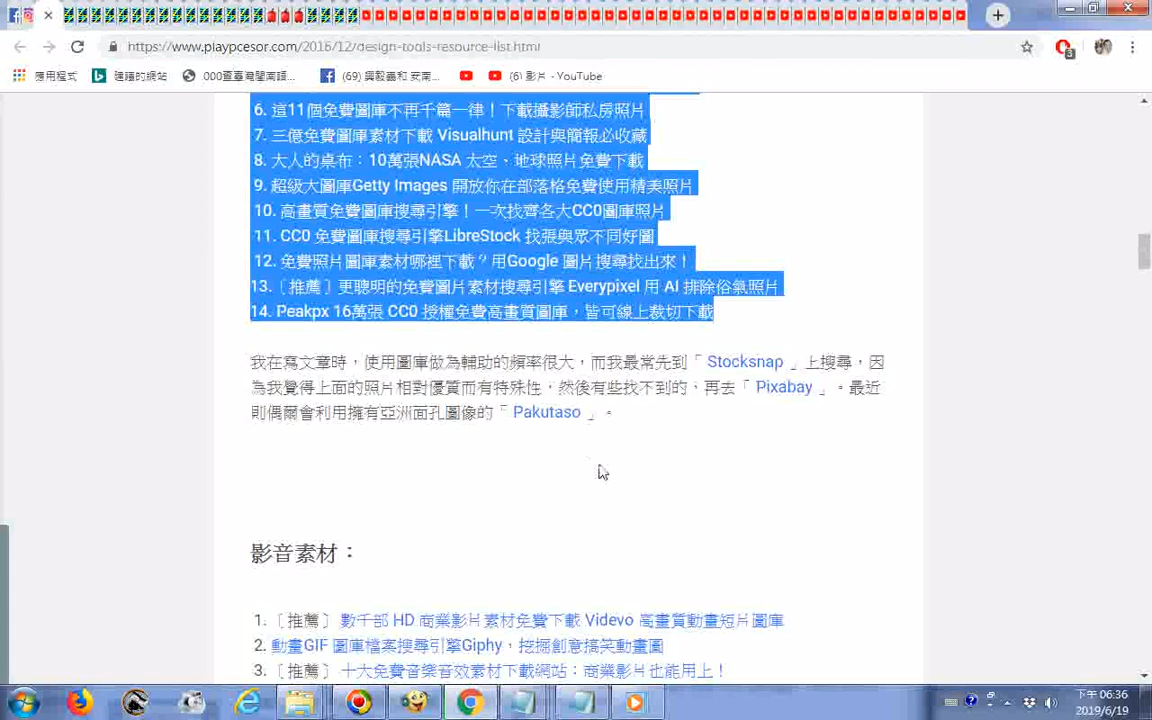 https://www.playpcesor.com/2016/12/design-tools-resource-list.html
3
應用程式
建議的網站
000查臺灣閩南語...
(69) 興毅義和 安南...
(6) 影片 - YouTube
6. 這11個免費圖庫不再千篇一律！下載攝影師私房照片
7. 三億免費圖庫素材下載 Visualhunt 設計與簡報必收藏
8. 大人的桌布：10萬張NASA 太空、地球照片免費下載
9. 超級大圖庫Getty Images 開放你在部落格免費使用精美照片
10. 高畫質免費圖庫搜尋引擎！一次找齊各大CC0圖庫照片
11. CC0 免費圖庫搜尋引擎LibreStock 找張與眾不同好圖
12. 免費照片圖庫素材哪裡下載？用Google 圖片搜尋找出來！
13.〔推薦〕更聰明的免費圖片素材搜尋引擎 Everypixel 用 AI 排除俗氣照片
14. Peakpx 16萬張 CC0 授權免費高畫質圖庫，皆可線上裁切下載
我在寫文章時，使用圖庫做為輔助的頻率很大，而我最常先到「 Stocksnap 」上搜尋，因
為我覺得上面的照片相對優質而有特殊性，然後有些找不到的、再去「 Pixabay 」。最近
則偶爾會利用擁有亞洲面孔圖像的「 Pakutaso 」。
影音素材：
1.〔推薦〕 數千部 HD 商業影片素材免費下載 Videvo 高畫質動畫短片圖庫
2. 動畫GIF 圖庫檔案搜尋引擎Giphy，挖掘創意搞笑動畫圖
3.〔推薦〕 十大免費音樂音效素材下載網站：商業影片也能用上！
下午 06:36
2019/6/19